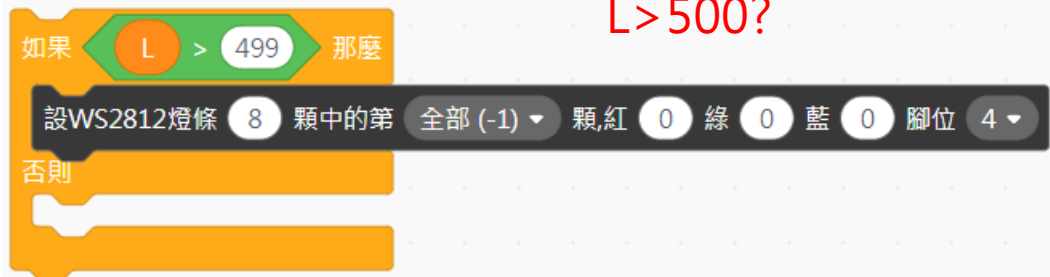 L>500?
如果 L > 499 那麼
設WS2812燈條 8 顆中的第 全部 (-1) 顆,紅 0 綠 0 藍 0 腳位 4
否則